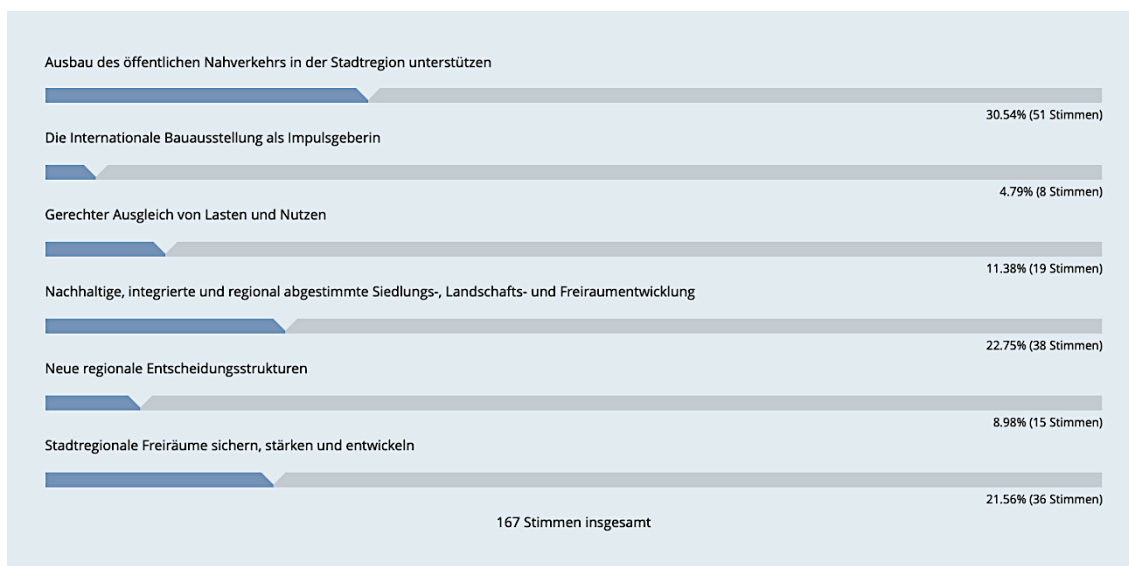 Ausbau des öffentlichen Nahverkehrs in der Stadtregion unterstützen
30.54% (51 Stimmen)
Die Internationale Bauausstellung als Impulsgeberin
4.79% (8 Stimmen)
Gerechter Ausgleich von Lasten und Nutzen
11.38% (19 Stimmen)
Nachhaltige, integrierte und regional abgestimmte Siedlungs-, Landschafts- und Freiraumentwicklung
22.75% (38 Stimmen)
Neue regionale Entscheidungsstrukturen
8.98% (15 Stimmen)
Stadtregionale Freiräume sichern, stärken und entwickeln
21.56% (36 Stimmen)
167 Stimmen insgesamt